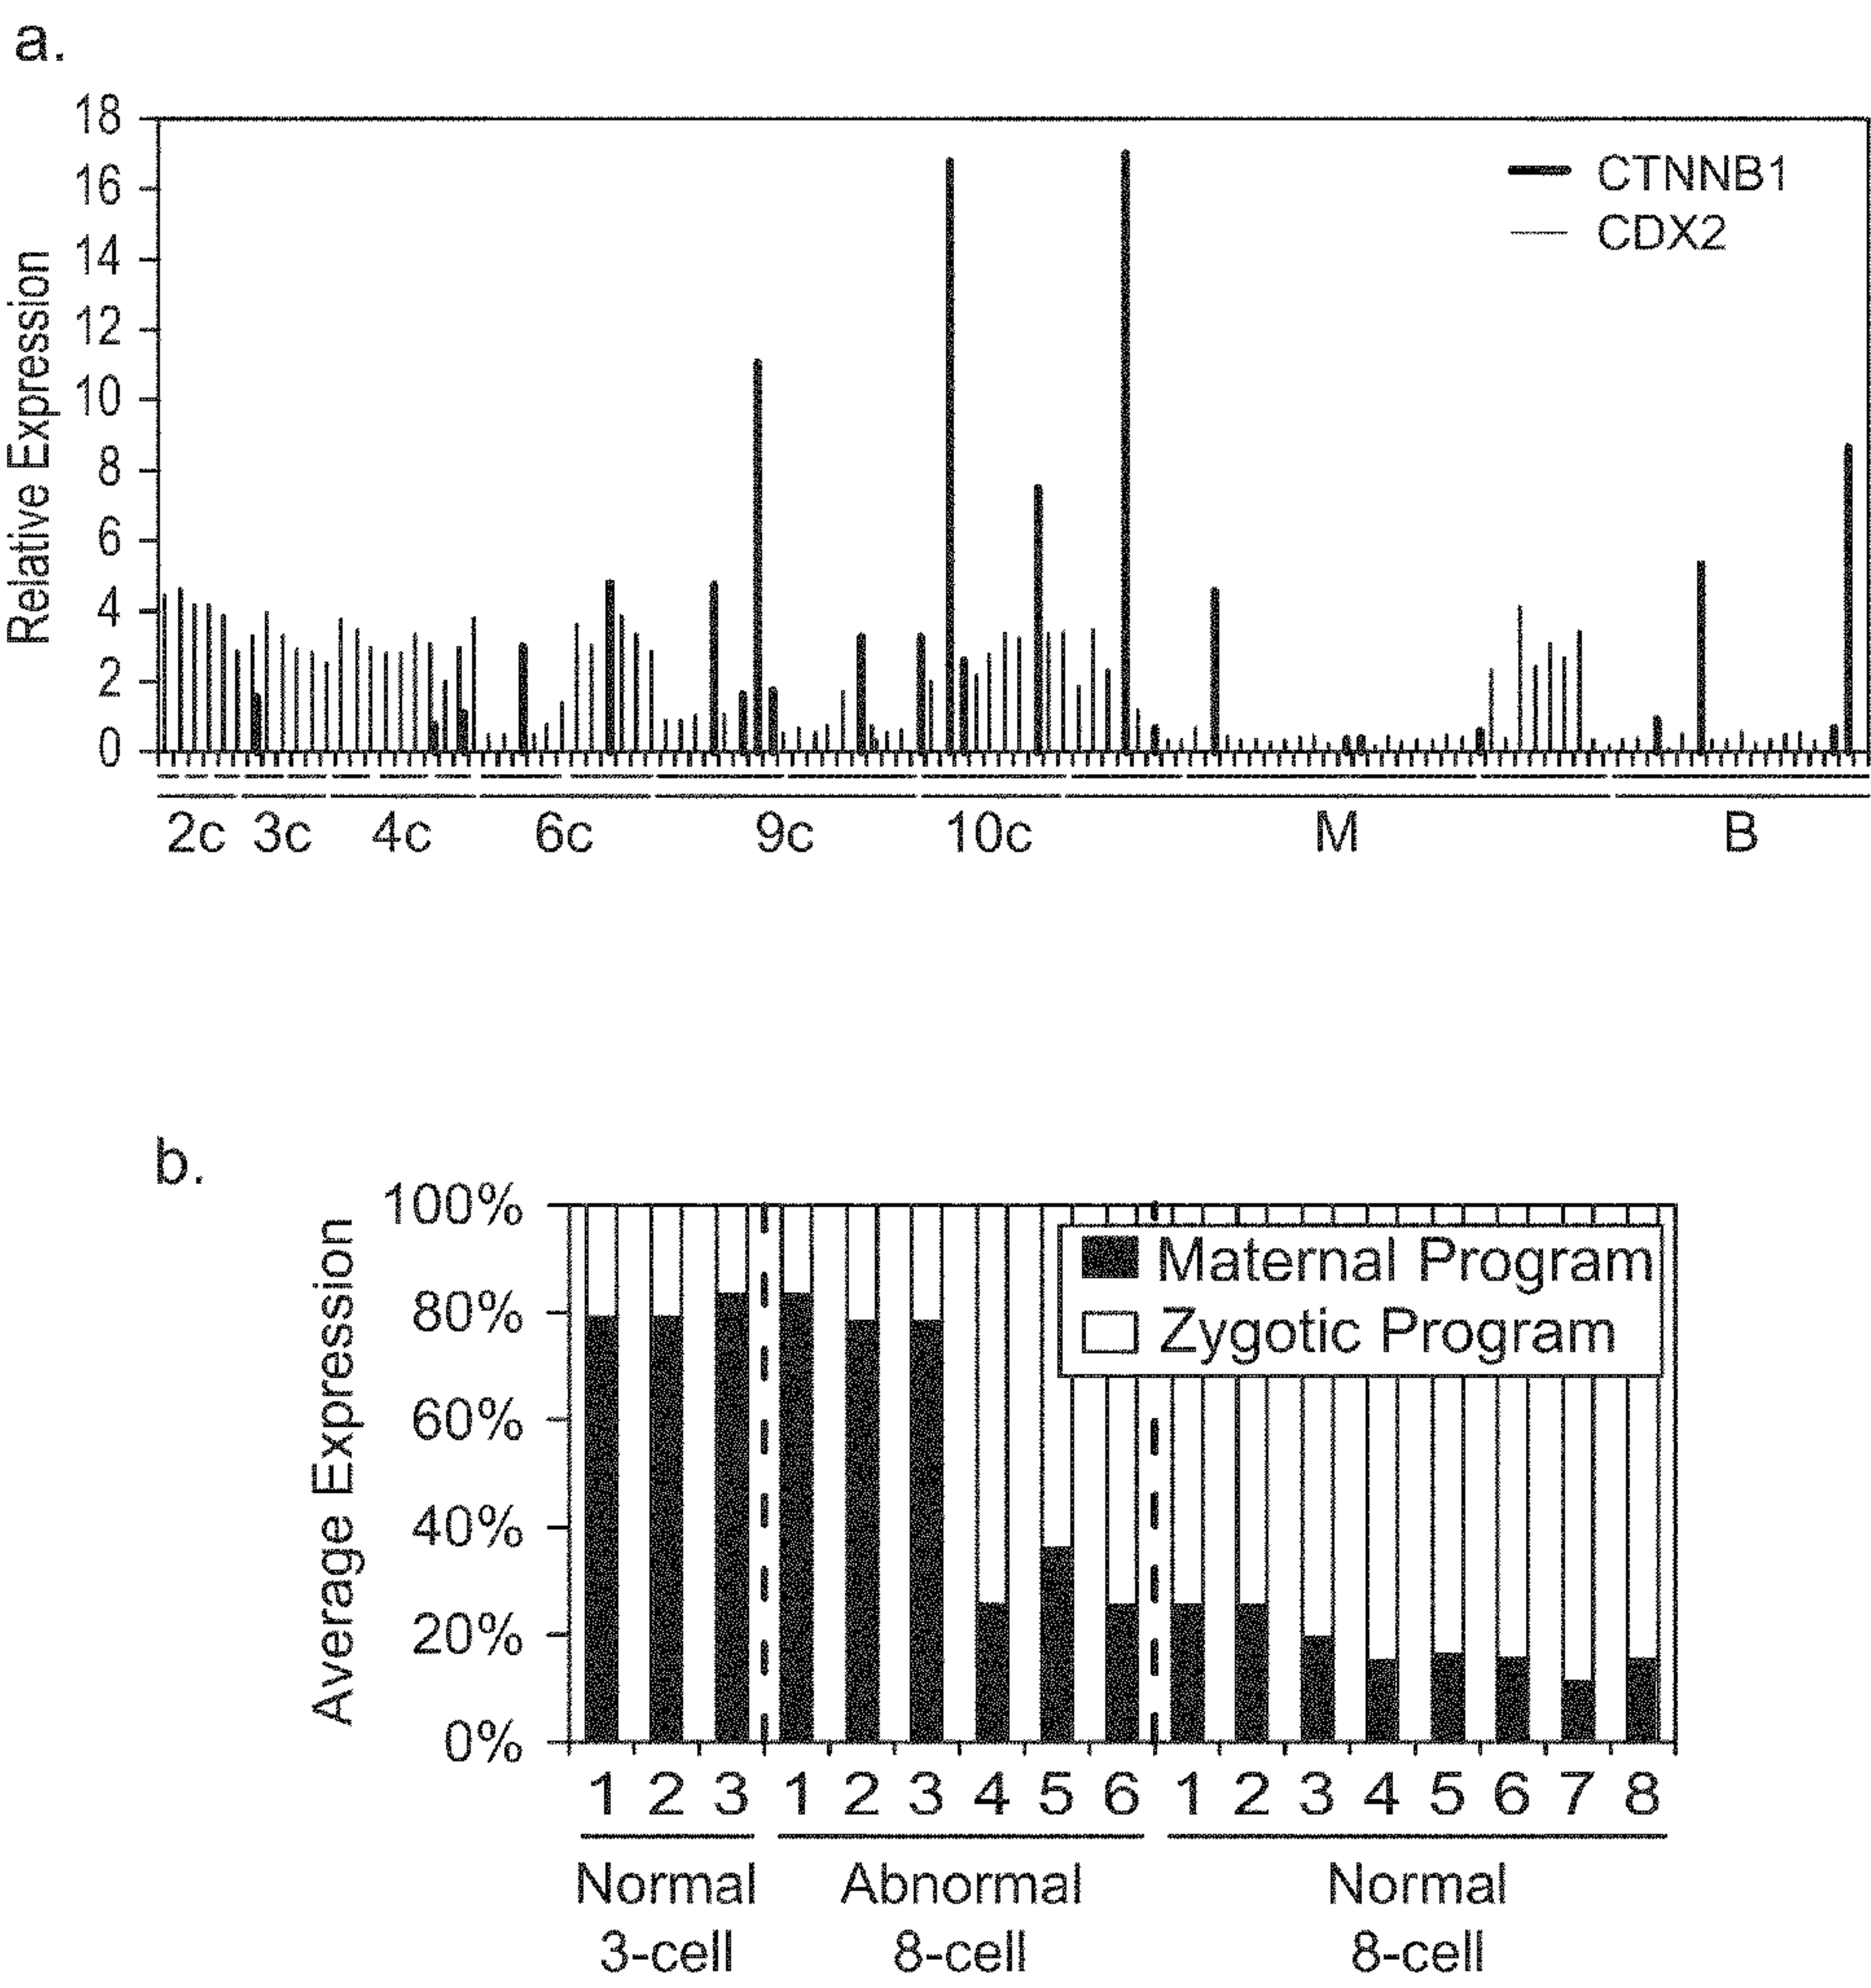 a.
Relative Expression
18
16
14
12
10
8
6
4
2
0
CTNNB1
CDX2
2c 3c 4c 6c 9c 10c M B
b.
Average Expression
100%
80%
60%
40%
20%
0%
Maternal Program
Zygotic Program
1 2 3 1 2 3 4 5 6 1 2 3 4 5 6 7 8
Normal Abnormal Normal
3-cell 8-cell 8-cell